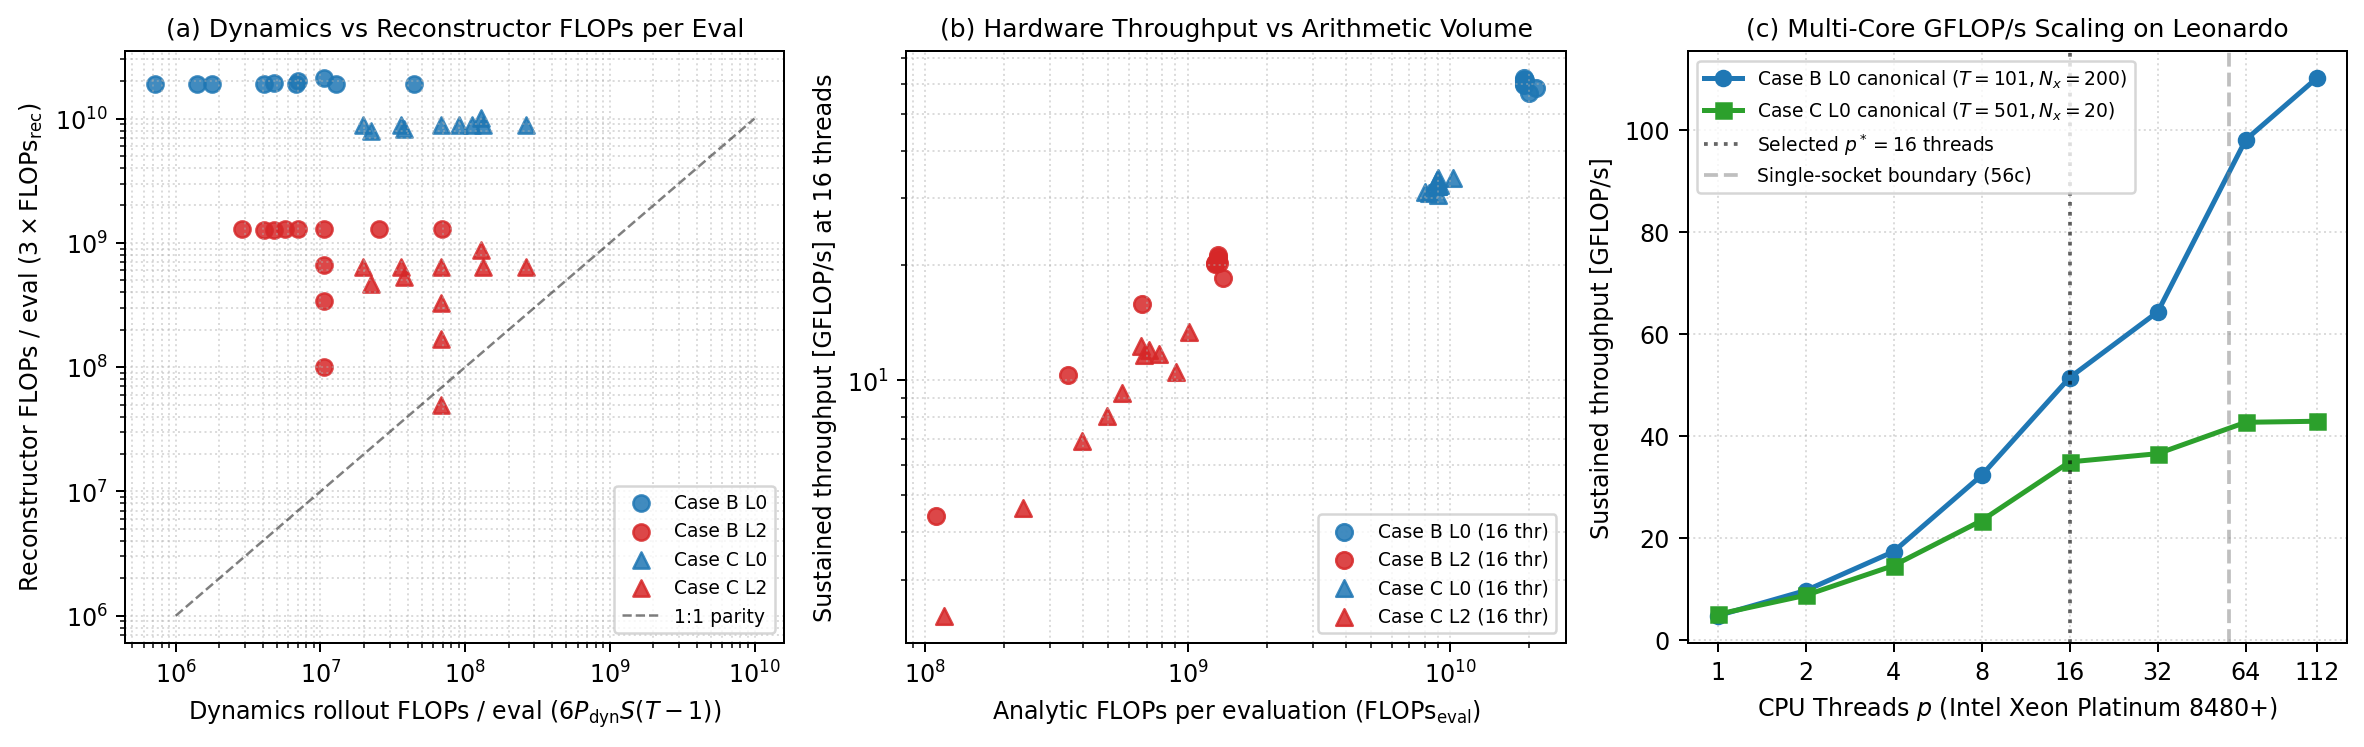 (a) Dynamics vs Reconstructor FLOPs per Eval
Reconstructor FLOPs / eval (3 × FLOPs_rec)
10^10
10^9
10^8
10^7
10^6
10^6 10^7 10^8 10^9 10^10
Dynamics rollout FLOPs / eval (6P_dyn S(T − 1))
Case B L0
Case B L2
Case C L0
Case C L2
1:1 parity
(b) Hardware Throughput vs Arithmetic Volume
Sustained throughput [GFLOP/s] at 16 threads
10^1
10^8 10^9 10^10
Analytic FLOPs per evaluation (FLOPs_eval)
Case B L0 (16 thr)
Case B L2 (16 thr)
Case C L0 (16 thr)
Case C L2 (16 thr)
(c) Multi-Core GFLOP/s Scaling on Leonardo
Sustained throughput [GFLOP/s]
100
80
60
40
20
0
1 2 4 8 16 32 64 112
CPU Threads p (Intel Xeon Platinum 8480+)
Case B L0 canonical (T = 101, N_x = 200)
Case C L0 canonical (T = 501, N_x = 20)
Selected p^* = 16 threads
Single-socket boundary (56c)